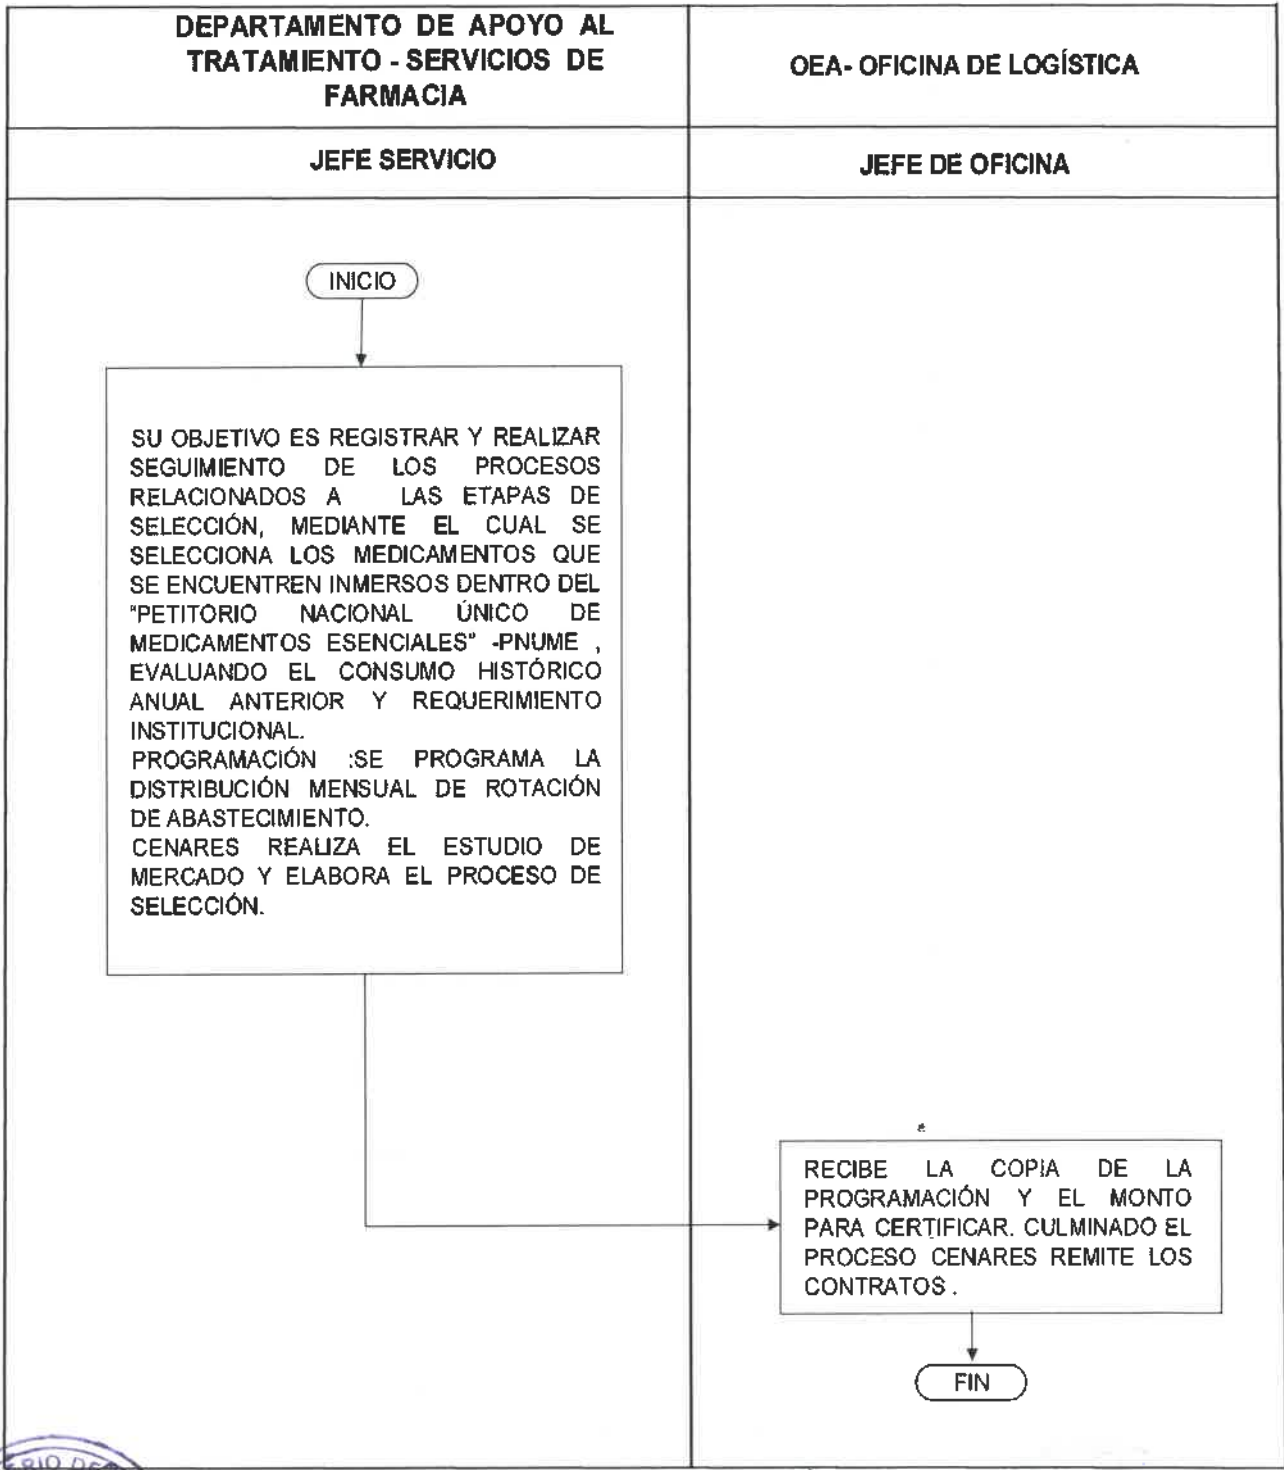 DEPARTAMENTO DE APOYO AL
TRATAMIENTO - SERVICIOS DE
FARMACIA
OEA- OFICINA DE LOGÍSTICA
JEFE SERVICIO
JEFE DE OFICINA
INICIO
SU OBJETIVO ES REGISTRAR Y REALIZAR
SEGUIMIENTO DE LOS PROCESOS
RELACIONADOS A LAS ETAPAS DE
SELECCIÓN, MEDIANTE EL CUAL SE
SELECCIONA LOS MEDICAMENTOS QUE
SE ENCUENTREN INMERSOS DENTRO DEL
"PETITORIO NACIONAL ÚNICO DE
MEDICAMENTOS ESENCIALES" -PNUME ,
EVALUANDO EL CONSUMO HISTÓRICO
ANUAL ANTERIOR Y REQUERIMIENTO
INSTITUCIONAL.
PROGRAMACIÓN :SE PROGRAMA LA
DISTRIBUCIÓN MENSUAL DE ROTACIÓN
DE ABASTECIMIENTO.
CENARES REALIZA EL ESTUDIO DE
MERCADO Y ELABORA EL PROCESO DE
SELECCIÓN.
RECIBE LA COPIA DE LA
PROGRAMACIÓN Y EL MONTO
PARA CERTIFICAR. CULMINADO EL
PROCESO CENARES REMITE LOS
CONTRATOS .
FIN